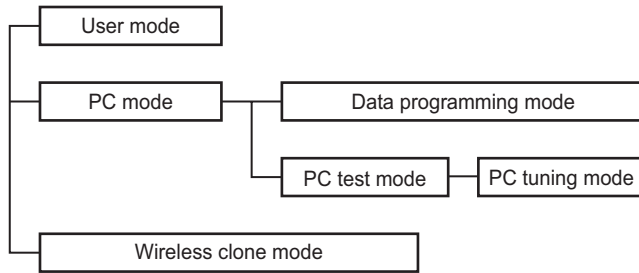 User mode
PC mode
Data programming mode
PC test mode
PC tuning mode
Wireless clone mode